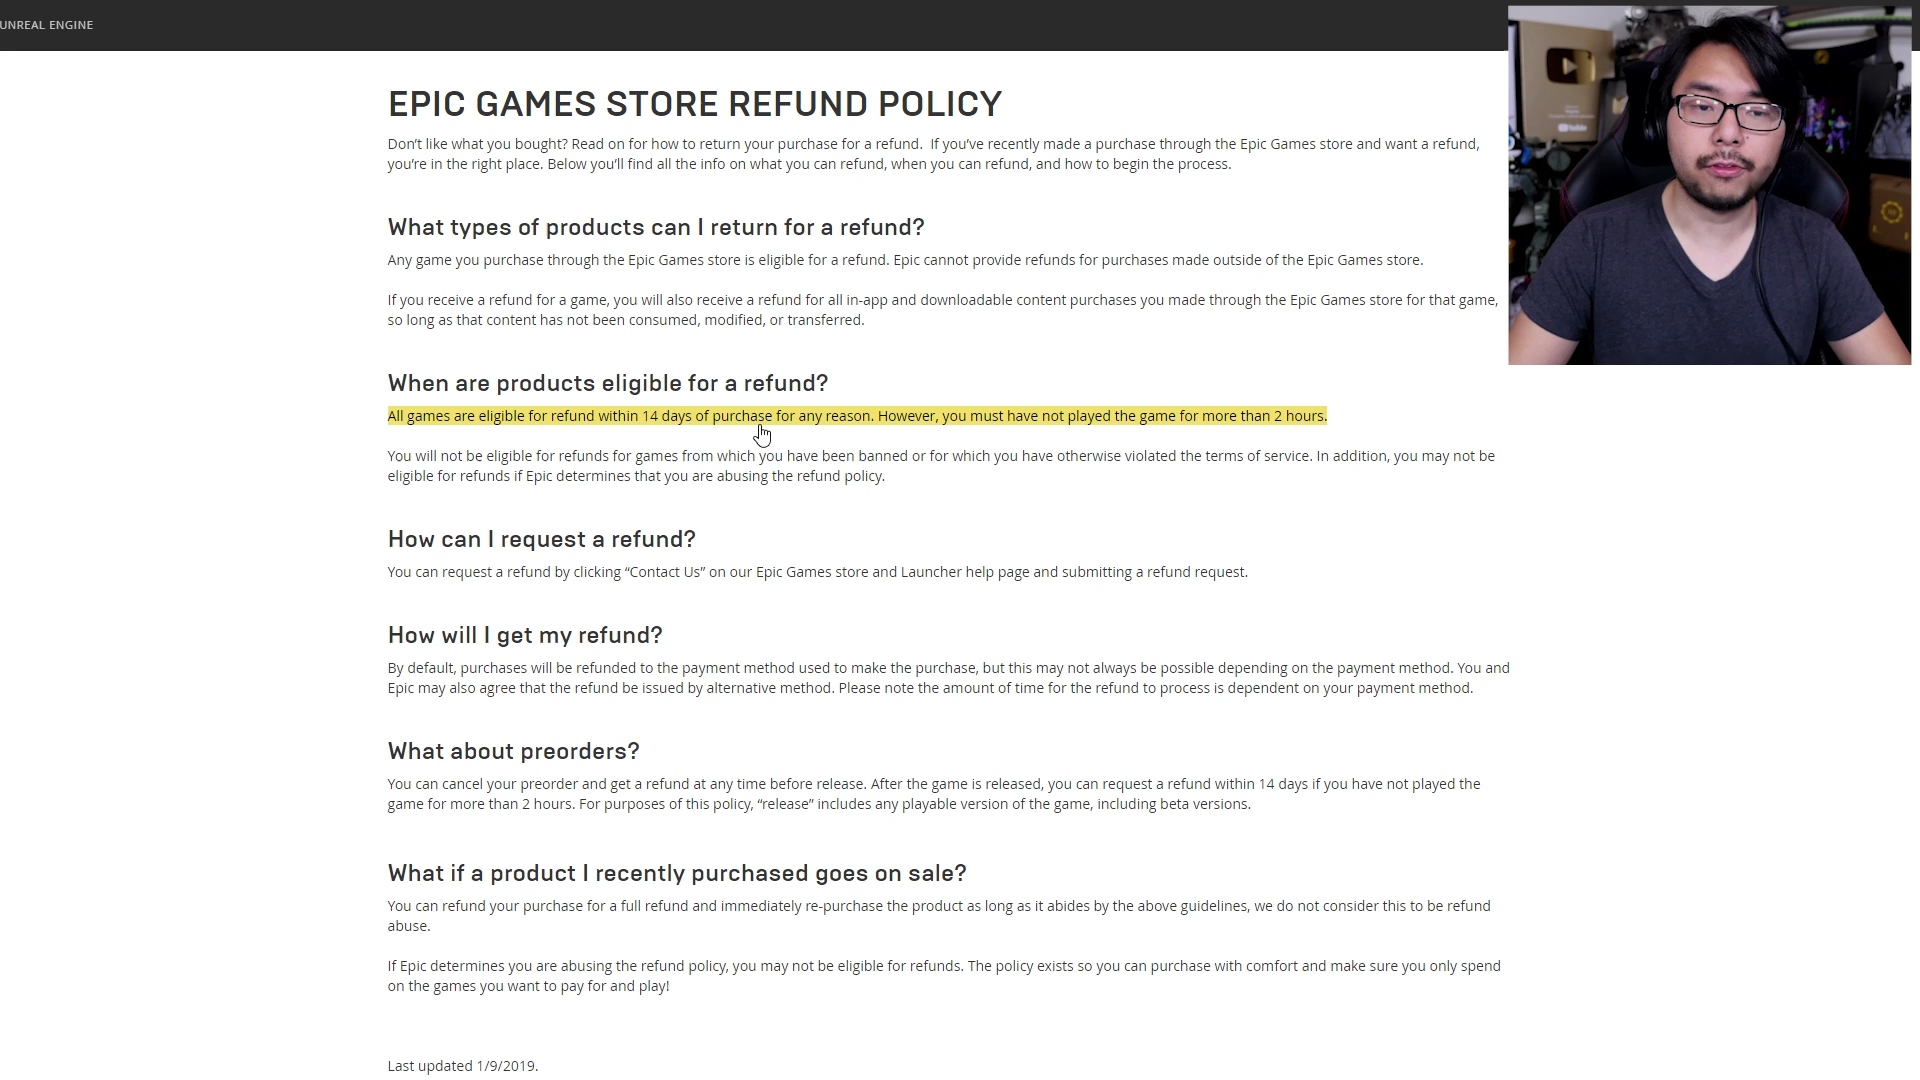 UNREAL ENGINE
EPIC GAMES STORE REFUND POLICY
Don’t like what you bought? Read on for how to return your purchase for a refund.  If you’ve recently made a purchase through the Epic Games store and want a refund,
you’re in the right place. Below you’ll find all the info on what you can refund, when you can refund, and how to begin the process.
What types of products can I return for a refund?
Any game you purchase through the Epic Games store is eligible for a refund. Epic cannot provide refunds for purchases made outside of the Epic Games store.
If you receive a refund for a game, you will also receive a refund for all in-app and downloadable content purchases you made through the Epic Games store for that game,
so long as that content has not been consumed, modified, or transferred.
When are products eligible for a refund?
All games are eligible for refund within 14 days of purchase for any reason. However, you must have not played the game for more than 2 hours.
You will not be eligible for refunds for games from which you have been banned or for which you have otherwise violated the terms of service. In addition, you may not be
eligible for refunds if Epic determines that you are abusing the refund policy.
How can I request a refund?
You can request a refund by clicking “Contact Us” on our Epic Games store and Launcher help page and submitting a refund request.
How will I get my refund?
By default, purchases will be refunded to the payment method used to make the purchase, but this may not always be possible depending on the payment method. You and
Epic may also agree that the refund be issued by alternative method. Please note the amount of time for the refund to process is dependent on your payment method.
What about preorders?
You can cancel your preorder and get a refund at any time before release. After the game is released, you can request a refund within 14 days if you have not played the
game for more than 2 hours. For purposes of this policy, “release” includes any playable version of the game, including beta versions.
What if a product I recently purchased goes on sale?
You can refund your purchase for a full refund and immediately re-purchase the product as long as it abides by the above guidelines, we do not consider this to be refund
abuse.
If Epic determines you are abusing the refund policy, you may not be eligible for refunds. The policy exists so you can purchase with comfort and make sure you only spend
on the games you want to pay for and play!
Last updated 1/9/2019.